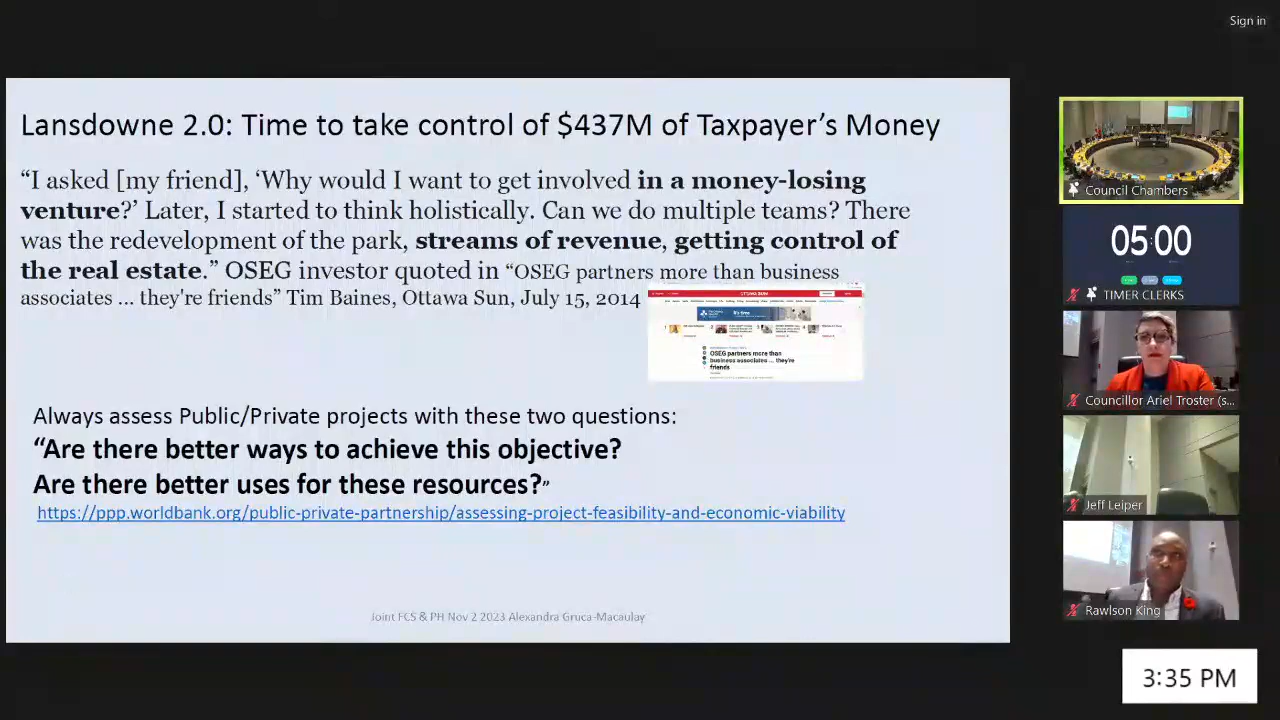 Sign in
Lansdowne 2.0: Time to take control of $437M of Taxpayer's Money
“I asked [my friend], ‘Why would I want to get involved in a money-losing
venture?’ Later, I started to think holistically. Can we do multiple teams? There
was the redevelopment of the park, streams of revenue, getting control of
the real estate.” OSEG investor quoted in “OSEG partners more than business
associates ... they're friends” Tim Baines, Ottawa Sun, July 15, 2014
OTTAWA SUN
It's time
OSEG partners more than
business associates ... they're
friends
Always assess Public/Private projects with these two questions:
“Are there better ways to achieve this objective?
Are there better uses for these resources?”
https://ppp.worldbank.org/public-private-partnership/assessing-project-feasibility-and-economic-viability
Joint FCS & PH Nov 2 2023 Alexandra Gruca-Macaulay
Council Chambers
05:00
TIMER CLERKS
Councillor Ariel Troster (s...
Jeff Leiper
Rawlson King
3:35 PM